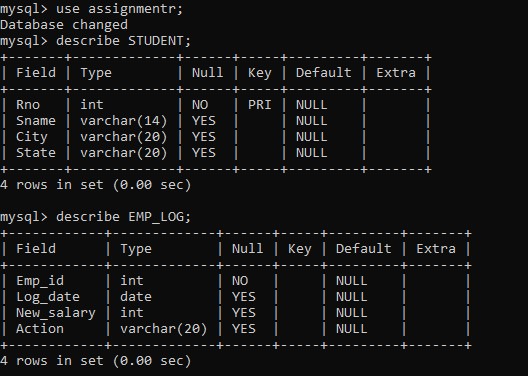 mysql> use assignmentr;
Database changed
mysql> describe STUDENT;
+-------+-------------+------+-----+---------+-------+
| Field | Type        | Null | Key | Default | Extra |
+-------+-------------+------+-----+---------+-------+
| Rno   | int         | NO   | PRI | NULL    |       |
| Sname | varchar(14) | YES  |     | NULL    |       |
| City  | varchar(20) | YES  |     | NULL    |       |
| State | varchar(20) | YES  |     | NULL    |       |
+-------+-------------+------+-----+---------+-------+
4 rows in set (0.00 sec)

mysql> describe EMP_LOG;
+------------+-------------+------+-----+---------+-------+
| Field      | Type        | Null | Key | Default | Extra |
+------------+-------------+------+-----+---------+-------+
| Emp_id     | int         | NO   |     | NULL    |       |
| Log_date   | date        | YES  |     | NULL    |       |
| New_salary | int         | YES  |     | NULL    |       |
| Action     | varchar(20) | YES  |     | NULL    |       |
+------------+-------------+------+-----+---------+-------+
4 rows in set (0.00 sec)